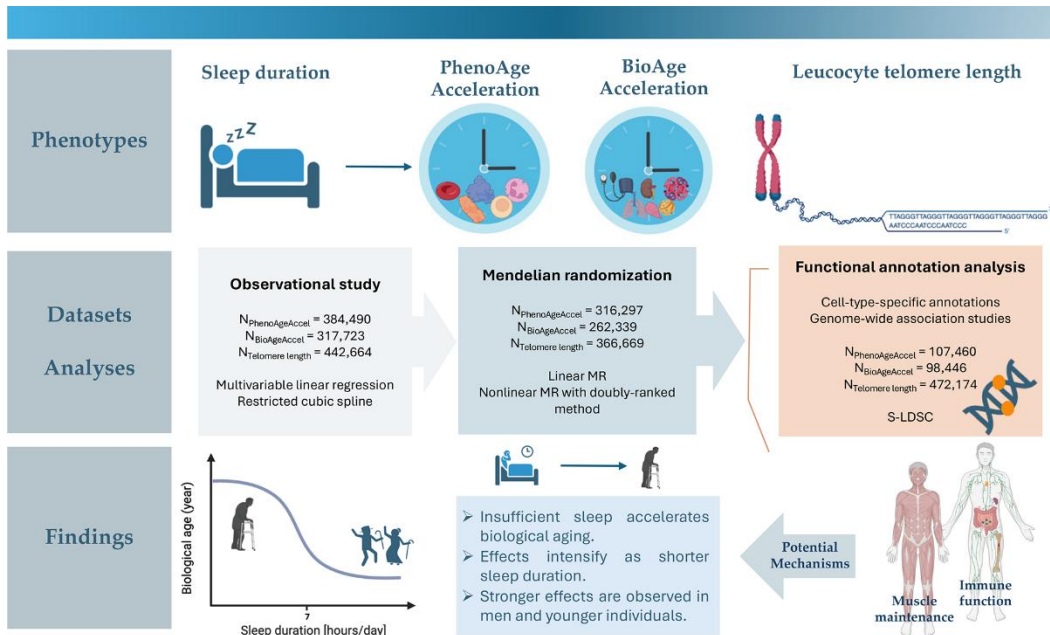 Phenotypes
Sleep duration
PhenoAge
Acceleration
BioAge
Acceleration
Leucocyte telomere length
zzZZ
TTAGGGTTAGGGTTAGGGTTAGGGTTAGGGTTAGGG
AATCCCAATCCCAATCCC
5'
Datasets
Analyses
Observational study
NPhenoAgeAccel = 384,490
NBioAgeAccel = 317,723
NTelomere length = 442,664
Multivariable linear regression
Restricted cubic spline
Mendelian randomization
NPhenoAgeAccel = 316,297
NBioAgeAccel = 262,339
NTelomere length = 366,669
Linear MR
Nonlinear MR with doubly-ranked
method
Functional annotation analysis
Cell-type-specific annotations
Genome-wide association studies
NPhenoAgeAccel = 107,460
NBioAgeAccel = 98,446
NTelomere length = 472,174
S-LDSC
Findings
Biological age (year)
7
Sleep duration [hours/day]
➢ Insufficient sleep accelerates
biological aging.
➢ Effects intensify as shorter
sleep duration.
➢ Stronger effects are observed in
men and younger individuals.
Potential
Mechanisms
Muscle
maintenance
Immune
function